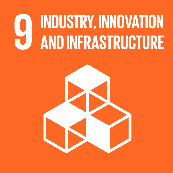 9 INDUSTRY, INNOVATION
AND INFRASTRUCTURE